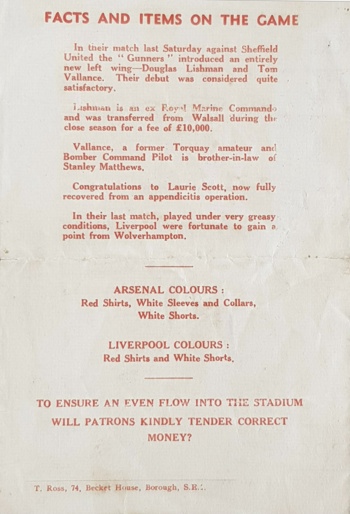 FACTS AND ITEMS ON THE GAME
In their match last Saturday against Sheffield
United the "Gunners" introduced an entirely
new left wing—Douglas Lishman and Tom
Vallance. Their debut was considered quite
satisfactory.
Lishman is an ex Royal Marine Commando
and was transferred from Walsall during the
close season for a fee of £10,000.
Vallance, a former Torquay amateur and
Bomber Command Pilot is brother-in-law of
Stanley Matthews.
Congratulations to Laurie Scott, now fully
recovered from an appendicitis operation.
In their last match, played under very greasy
conditions, Liverpool were fortunate to gain a
point from Wolverhampton.
ARSENAL COLOURS :
Red Shirts, White Sleeves and Collars,
White Shorts.
LIVERPOOL COLOURS :
Red Shirts and White Shorts.
TO ENSURE AN EVEN FLOW INTO THE STADIUM
WILL PATRONS KINDLY TENDER CORRECT
MONEY?
T. Ross, 74, Becket House, Borough, S.E.1.